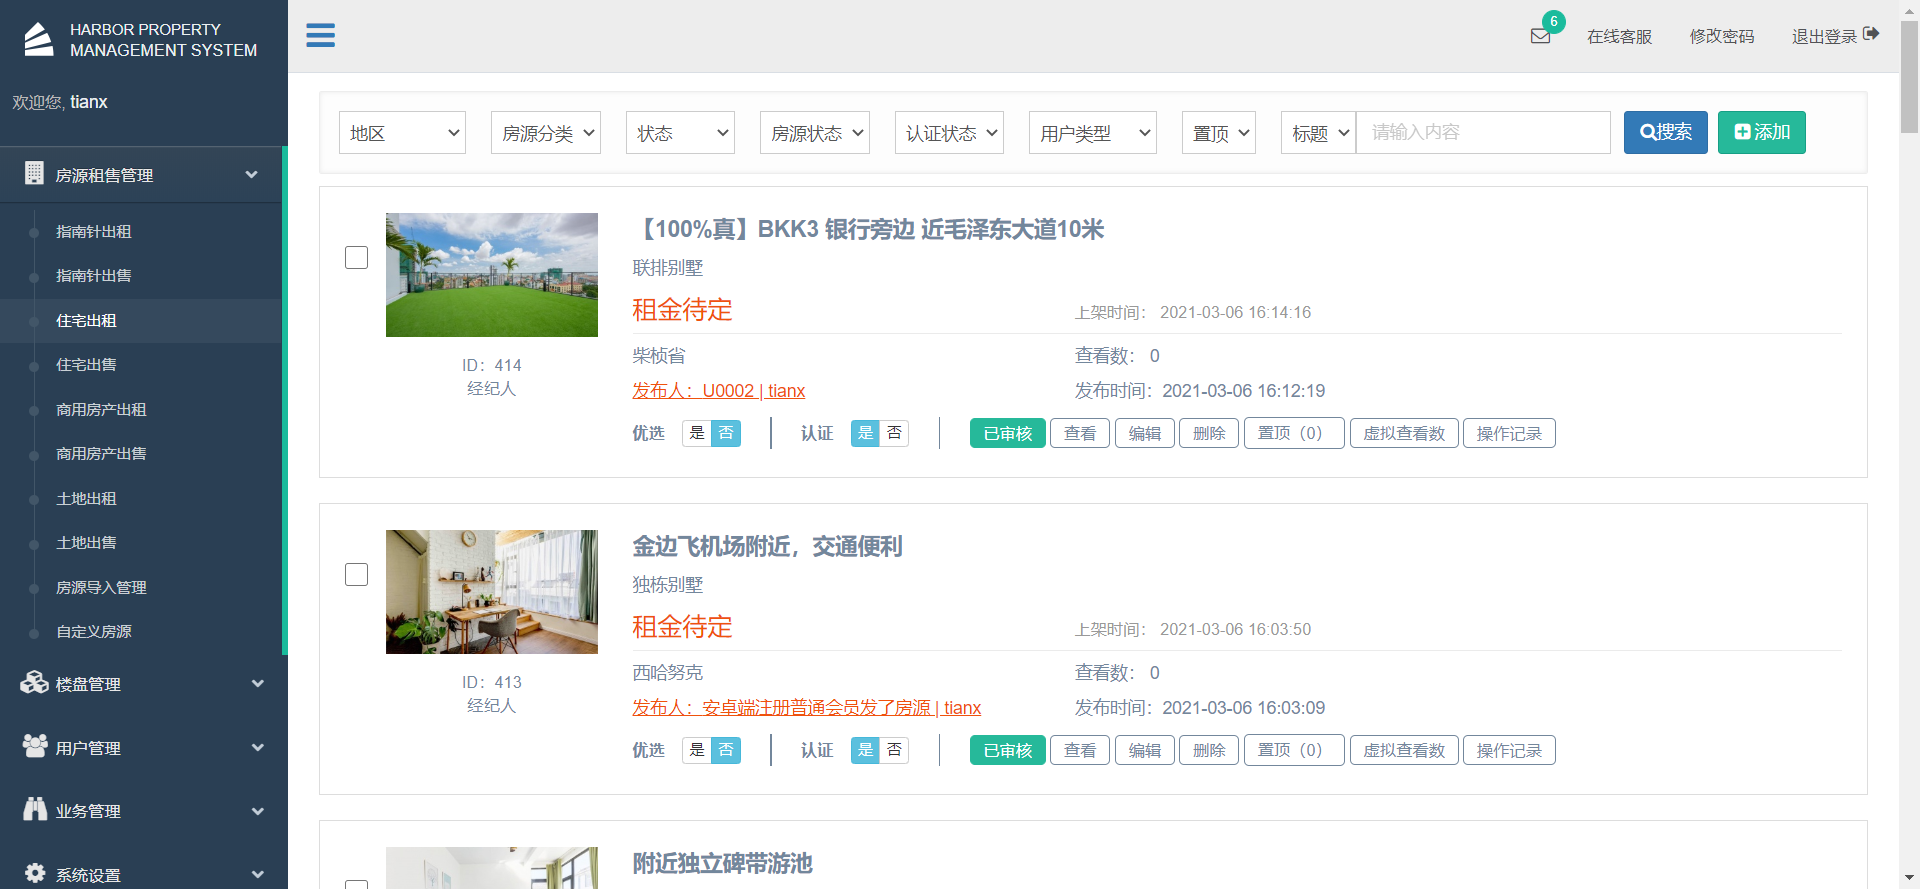 HARBOR PROPERTY
MANAGEMENT SYSTEM
欢迎您, tianx
房源租售管理
指南针出租
指南针出售
住宅出租
住宅出售
商用房产出租
商用房产出售
土地出租
土地出售
房源导入管理
自定义房源
楼盘管理
用户管理
业务管理
系统设置
6
在线客服
修改密码
退出登录
地区
房源分类
状态
房源状态
认证状态
用户类型
置顶
标题
请输入内容
搜索
添加
【100%真】BKK3 银行旁边 近毛泽东大道10米
联排别墅
租金待定
上架时间： 2021-03-06 16:14:16
柴桢省
查看数： 0
发布人：U0002 | tianx
发布时间：2021-03-06 16:12:19
ID：414
经纪人
优选 是 否 认证 是 否 已审核 查看 编辑 删除 置顶（0） 虚拟查看数 操作记录
金边飞机场附近，交通便利
独栋别墅
租金待定
上架时间： 2021-03-06 16:03:50
西哈努克
查看数： 0
发布人：安卓端注册普通会员发了房源 | tianx
发布时间：2021-03-06 16:03:09
ID：413
经纪人
优选 是 否 认证 是 否 已审核 查看 编辑 删除 置顶（0） 虚拟查看数 操作记录
附近独立碑带游池